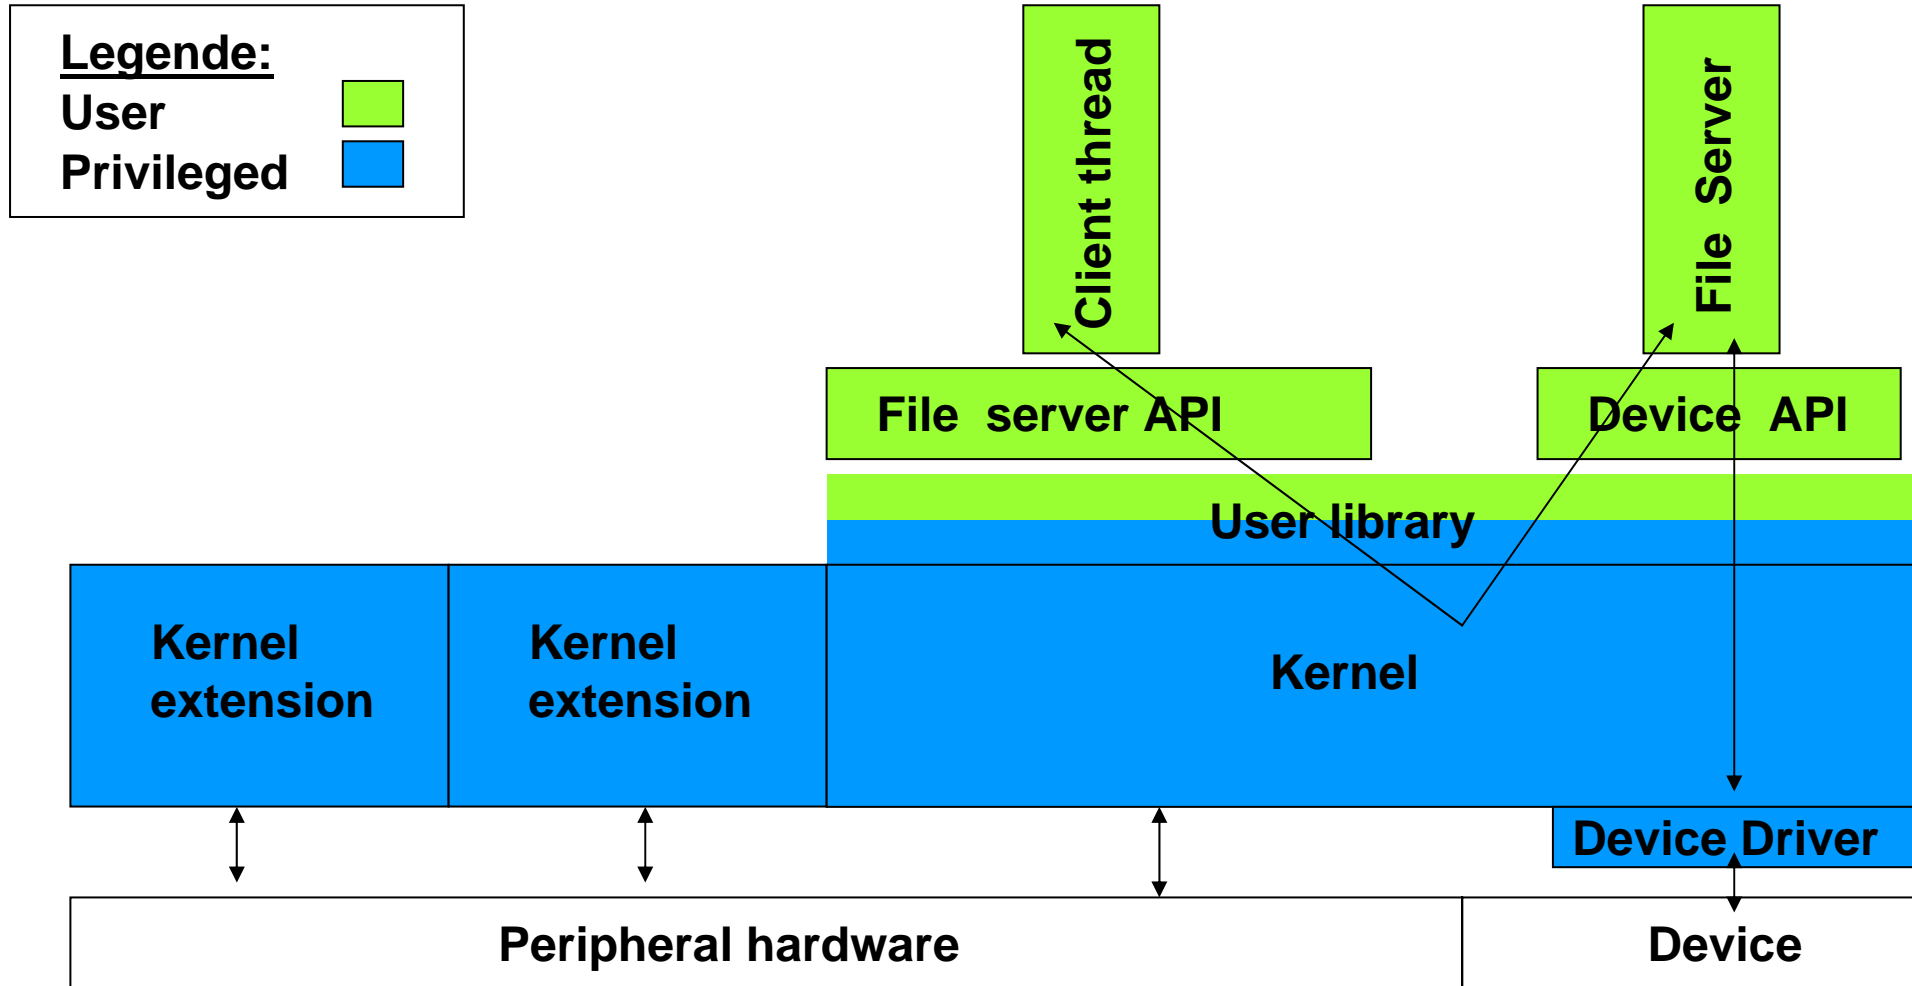 Legende:
User
Privileged
Client thread
File Server
File server API
Device API
User library
Kernel
extension
Kernel
extension
Kernel
Device Driver
Peripheral hardware
Device